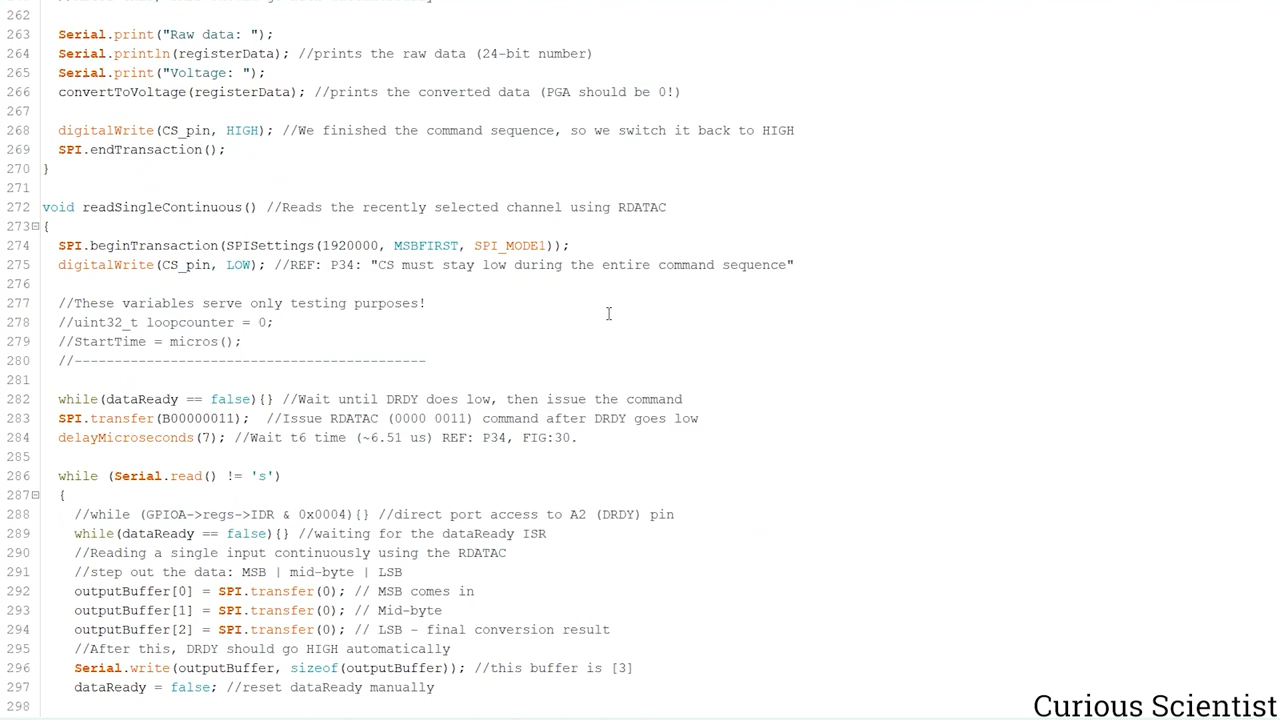 262
263 Serial.print("Raw data: ");
264 Serial.println(registerData); //prints the raw data (24-bit number)
265 Serial.print("Voltage: ");
266 convertToVoltage(registerData); //prints the converted data (PGA should be 0!)
267
268 digitalWrite(CS_pin, HIGH); //We finished the command sequence, so we switch it back to HIGH
269 SPI.endTransaction();
270 }
271
272 void readSingleContinuous() //Reads the recently selected channel using RDATAC
273 {
274 SPI.beginTransaction(SPISettings(1920000, MSBFIRST, SPI_MODE1));
275 digitalWrite(CS_pin, LOW); //REF: P34: "CS must stay low during the entire command sequence"
276
277 //These variables serve only testing purposes!
278 //uint32_t loopcounter = 0;
279 //StartTime = micros();
280 //--------------------------------------------
281
282 while(dataReady == false){} //Wait until DRDY does low, then issue the command
283 SPI.transfer(B00000011);  //Issue RDATAC (0000 0011) command after DRDY goes low
284 delayMicroseconds(7); //Wait t6 time (~6.51 us) REF: P34, FIG:30.
285
286 while (Serial.read() != 's')
287 {
288 //while (GPIOA->regs->IDR & 0x0004){} //direct port access to A2 (DRDY) pin
289 while(dataReady == false){} //waiting for the dataReady ISR
290 //Reading a single input continuously using the RDATAC
291 //step out the data: MSB | mid-byte | LSB
292 outputBuffer[0] = SPI.transfer(0); // MSB comes in
293 outputBuffer[1] = SPI.transfer(0); // Mid-byte
294 outputBuffer[2] = SPI.transfer(0); // LSB - final conversion result
295 //After this, DRDY should go HIGH automatically
296 Serial.write(outputBuffer, sizeof(outputBuffer)); //this buffer is [3]
297 dataReady = false; //reset dataReady manually
298
Curious Scientist